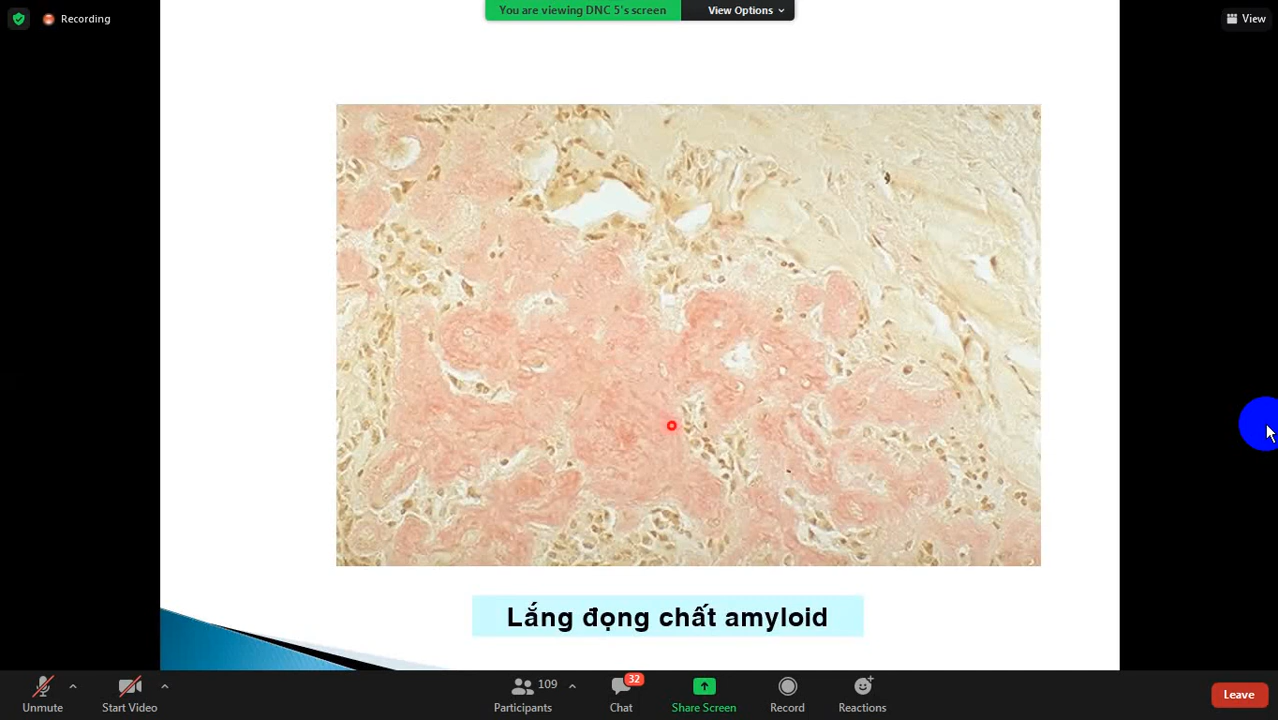 Recording
You are viewing DNC 5's screen
View Options
View
Lắng đọng chất amyloid
Unmute
Start Video
109
Participants
32
Chat
Share Screen
Record
Reactions
Leave